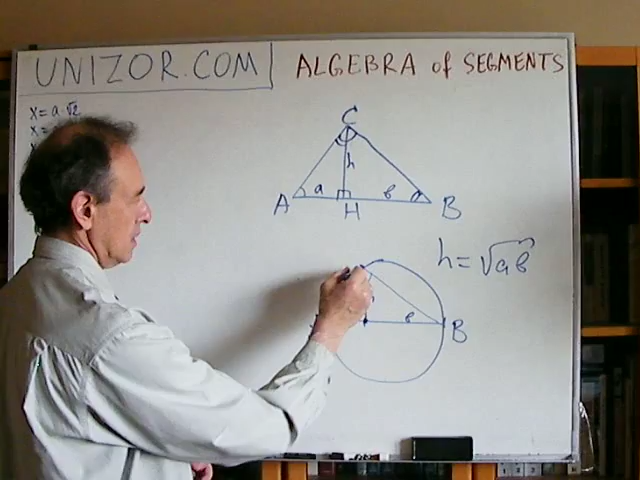 UNIZOR.COM
ALGEBRA of SEGMENTS
x = a √2
x =
C
h
a
b
A
H
B
h = √ab
b
B